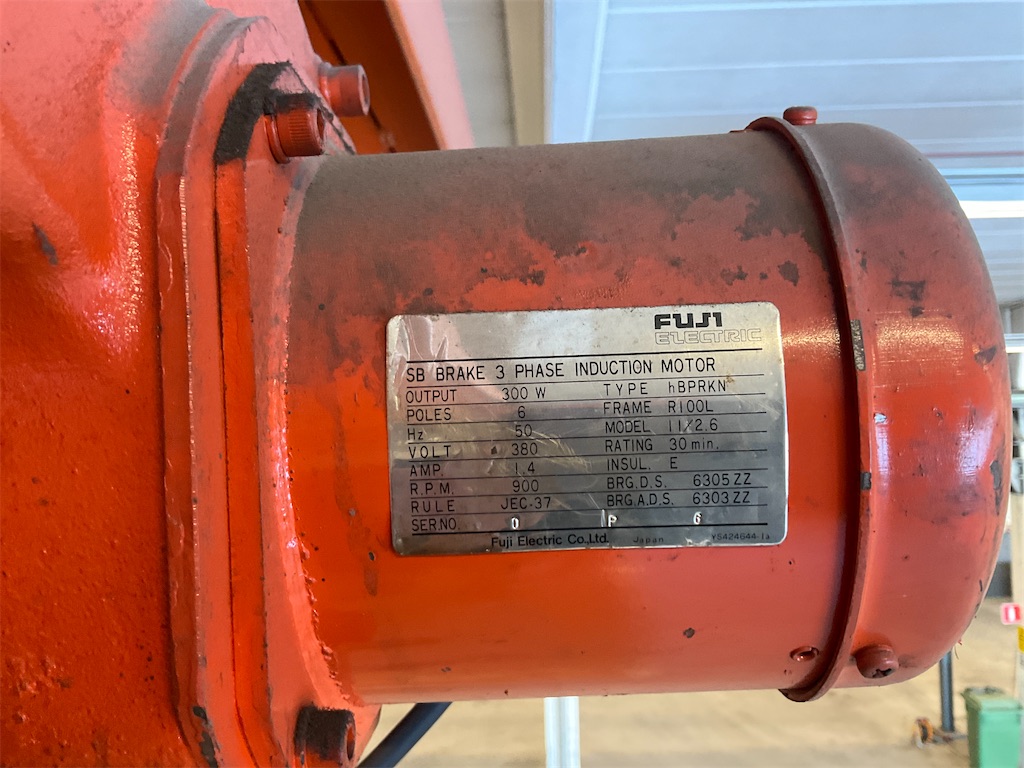 FUJI
ELECTRIC
SB BRAKE 3 PHASE INDUCTION MOTOR
OUTPUT 300 W TYPE hBPRKN
POLES 6 FRAME R100L
Hz 50 MODEL 11/2.6
VOLT 380 RATING 30 min.
AMP. 1.4 INSUL. E
R.P.M. 900 BRG.D.S. 6305ZZ
RULE JEC-37 BRG.A.D.S. 6303ZZ
SER.NO. 0 P 6
Fuji Electric Co.,Ltd. Japan YS424644-1a